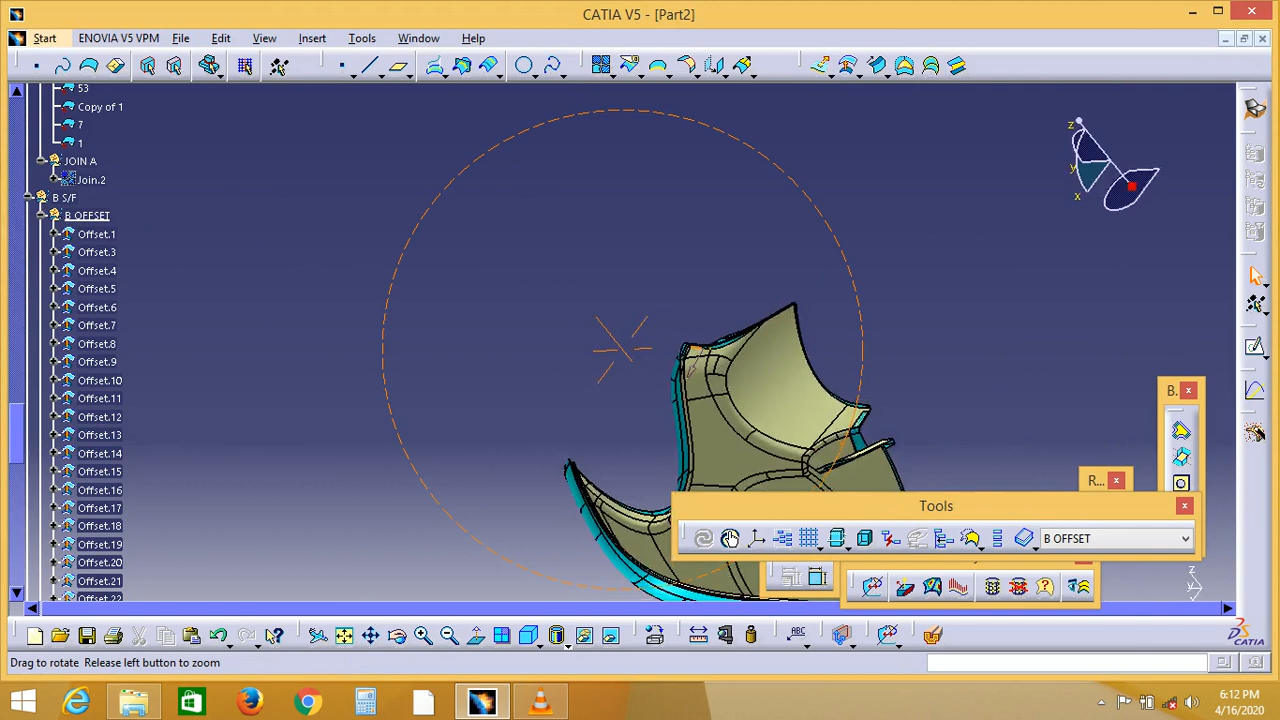 CATIA V5 - [Part2]
Start ENOVIA V5 VPM File Edit View Insert Tools Window Help
53
Copy of 1
7
1
JOIN A
Join.2
B S/F
B OFFSET
Offset.1
Offset.3
Offset.4
Offset.5
Offset.6
Offset.7
Offset.8
Offset.9
Offset.10
Offset.11
Offset.12
Offset.13
Offset.14
Offset.15
Offset.16
Offset.17
Offset.18
Offset.19
Offset.20
Offset.21
Offset.22
z
y
x
B.
R...
Tools
B OFFSET
z
y
ABC
CATIA
Drag to rotate Release left button to zoom
6:12 PM
4/16/2020